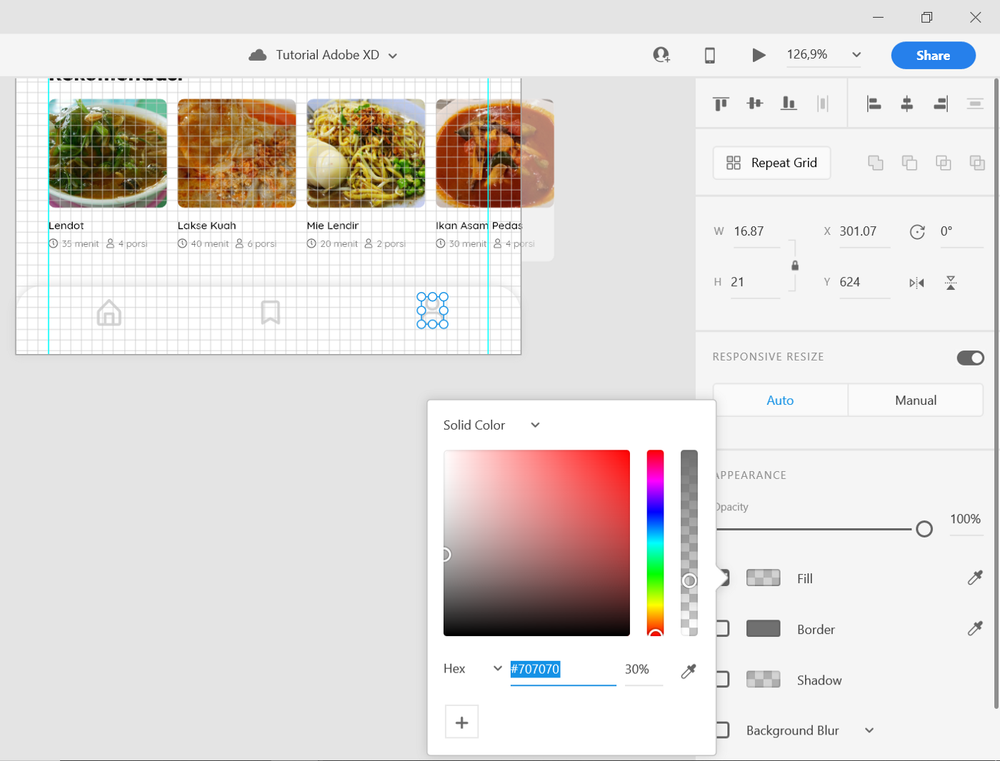 Tutorial Adobe XD
126,9%
Share
Rekomendasi
Repeat Grid
Lendot
Lakse Kuah
Mie Lendir
Ikan Asam Pedas
35 menit 4 porsi
40 menit 6 porsi
20 menit 2 porsi
30 menit 4 porsi
W 16.87
X 301.07
0°
H 21
Y 624
RESPONSIVE RESIZE
Auto
Manual
Solid Color
APPEARANCE
Opacity
100%
Fill
Border
Hex
#707070
30%
Shadow
Background Blur